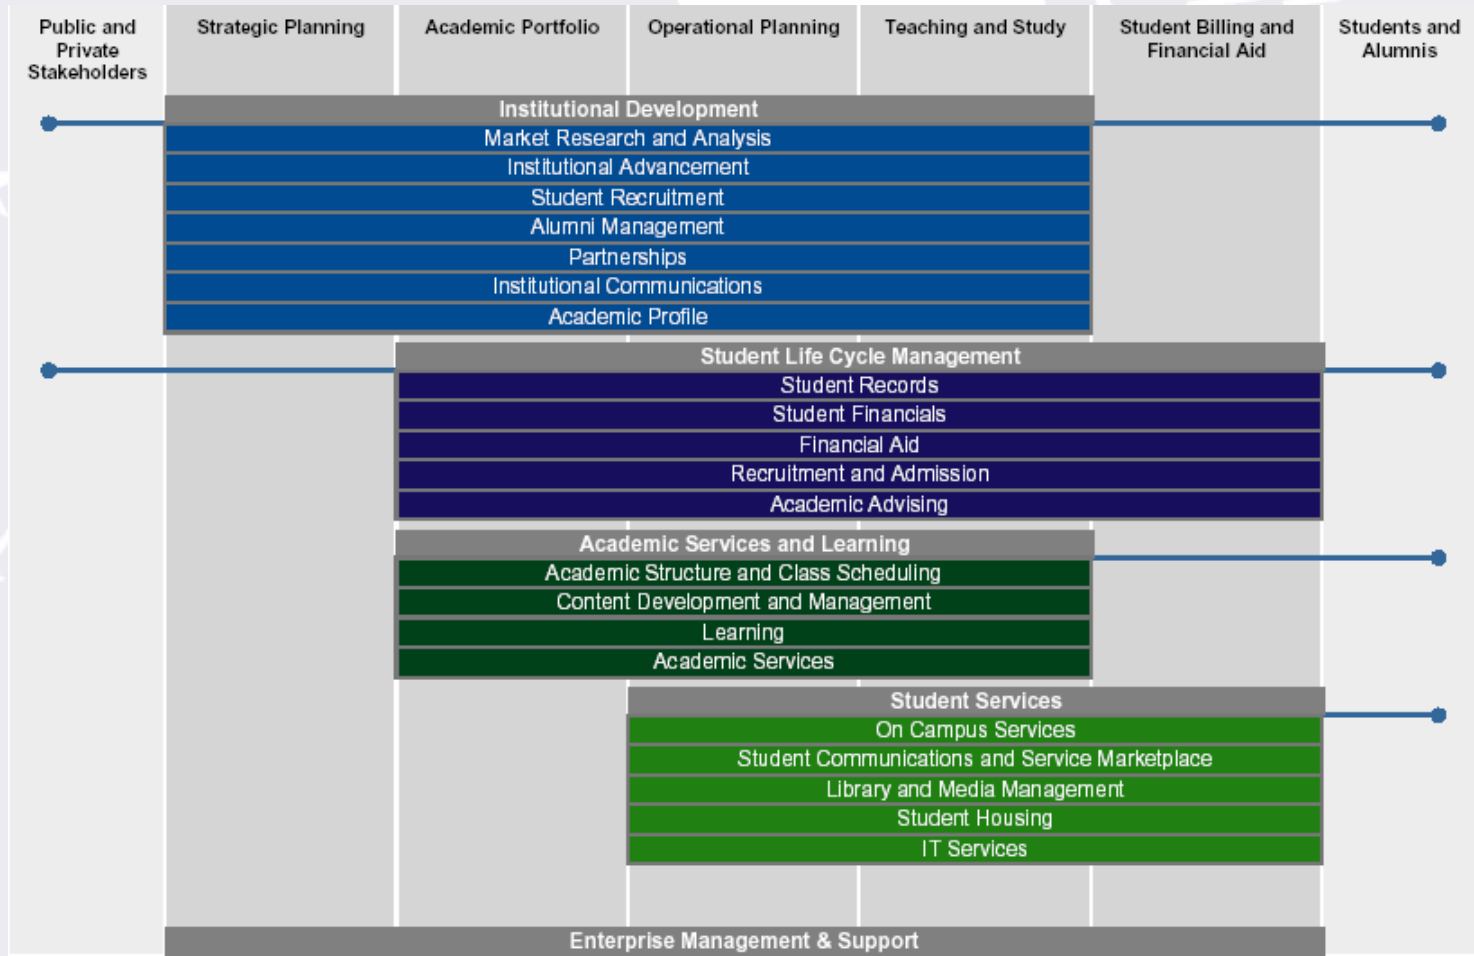 Public and
Private
Stakeholders
Strategic Planning
Academic Portfolio
Operational Planning
Teaching and Study
Student Billing and
Financial Aid
Students and
Alumnis
Institutional Development
Market Research and Analysis
Institutional Advancement
Student Recruitment
Alumni Management
Partnerships
Institutional Communications
Academic Profile
Student Life Cycle Management
Student Records
Student Financials
Financial Aid
Recruitment and Admission
Academic Advising
Academic Services and Learning
Academic Structure and Class Scheduling
Content Development and Management
Learning
Academic Services
Student Services
On Campus Services
Student Communications and Service Marketplace
Library and Media Management
Student Housing
IT Services
Enterprise Management & Support